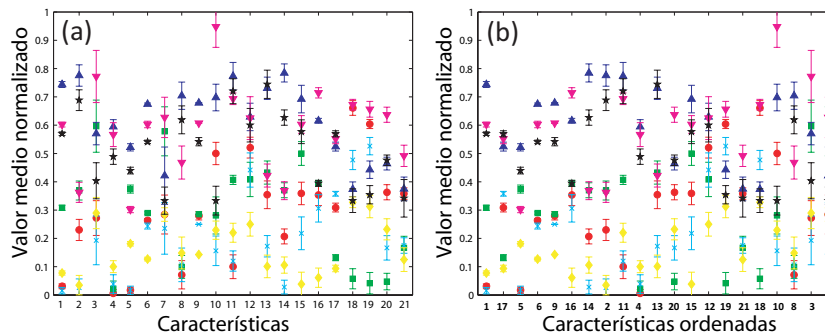 (a)
Valor medio normalizado
1
0.9
0.8
0.7
0.6
0.5
0.4
0.3
0.2
0.1
0
1 2 3 4 5 6 7 8 9 10 11 12 13 14 15 16 17 18 19 20 21
Características
(b)
Valor medio normalizado
1
0.9
0.8
0.7
0.6
0.5
0.4
0.3
0.2
0.1
0
1 17 5 6 9 16 14 2 11 4 13 20 15 12 19 21 18 10 8 3
Características ordenadas